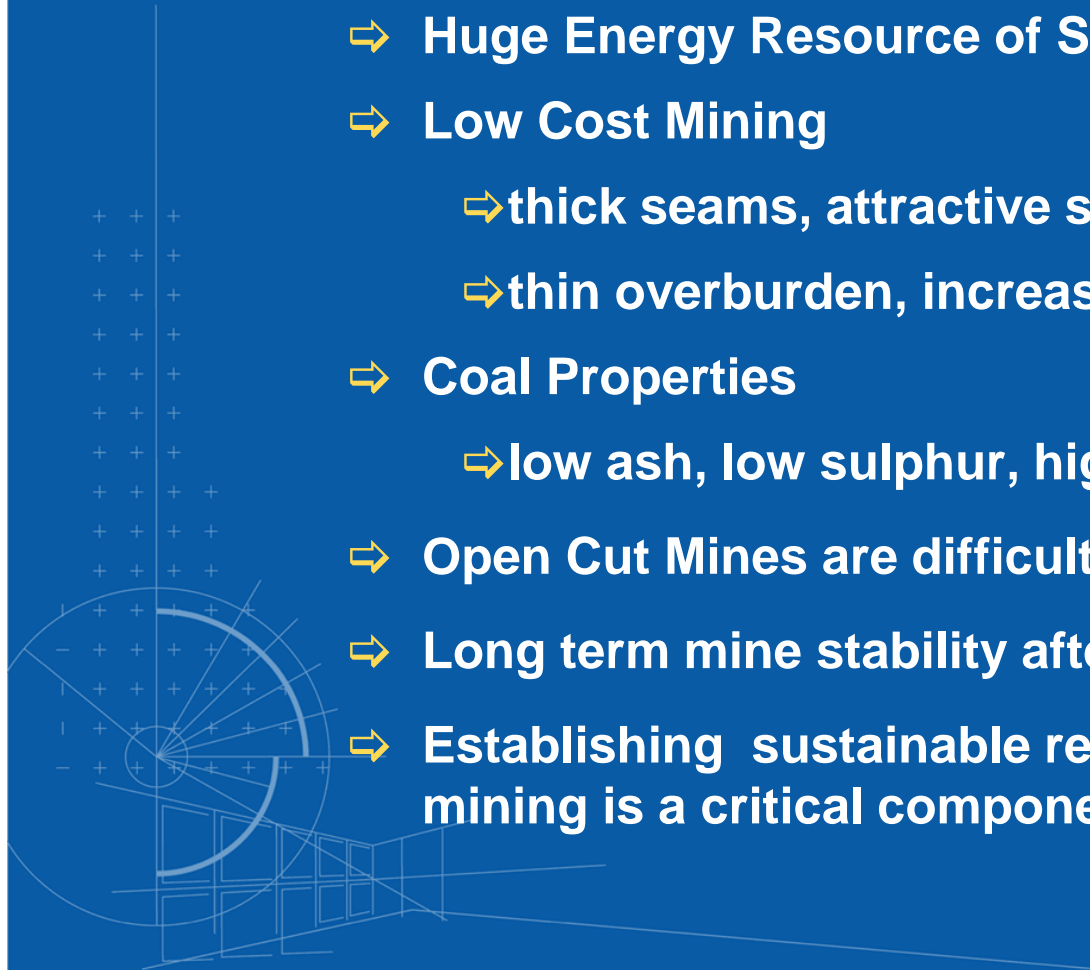 ⇨ Huge Energy Resource of S
⇨ Low Cost Mining
⇨thick seams, attractive s
⇨thin overburden, increas
⇨ Coal Properties
⇨low ash, low sulphur, hig
⇨ Open Cut Mines are difficult
⇨ Long term mine stability afte
⇨ Establishing sustainable re
mining is a critical compone